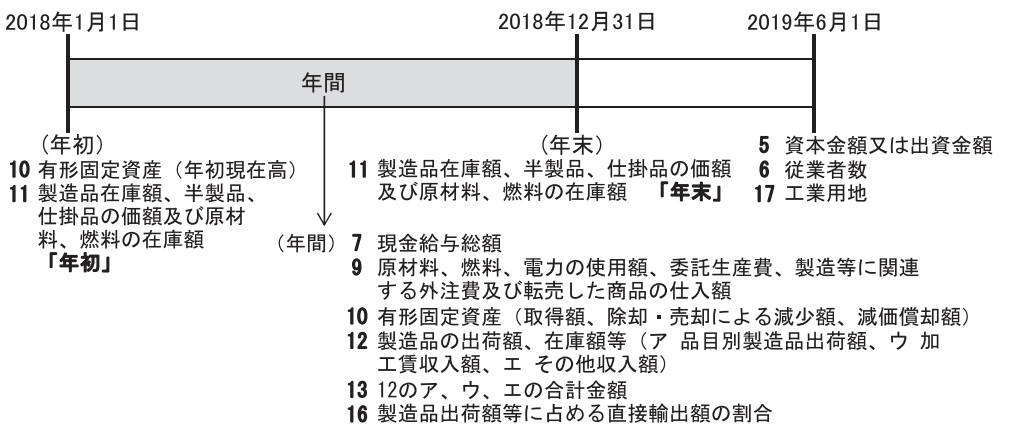 2018年1月1日
2018年12月31日
2019年6月1日
年間
(年初)
10 有形固定資産(年初現在高)
11 製造品在庫額、半製品、
仕掛品の価額及び原材
料、燃料の在庫額
「年初」
(年末)
11 製造品在庫額、半製品、仕掛品の価額
及び原材料、燃料の在庫額 「年末」
5 資本金額又は出資金額
6 従業者数
17 工業用地
(年間)
7 現金給与総額
9 原材料、燃料、電力の使用額、委託生産費、製造等に関連
する外注費及び転売した商品の仕入額
10 有形固定資産(取得額、除却・売却による減少額、減価償却額)
12 製造品の出荷額、在庫額等(ア 品目別製造品出荷額、ウ 加
工賃収入額、エ その他収入額)
13 12のア、ウ、エの合計金額
16 製造品出荷額等に占める直接輸出額の割合